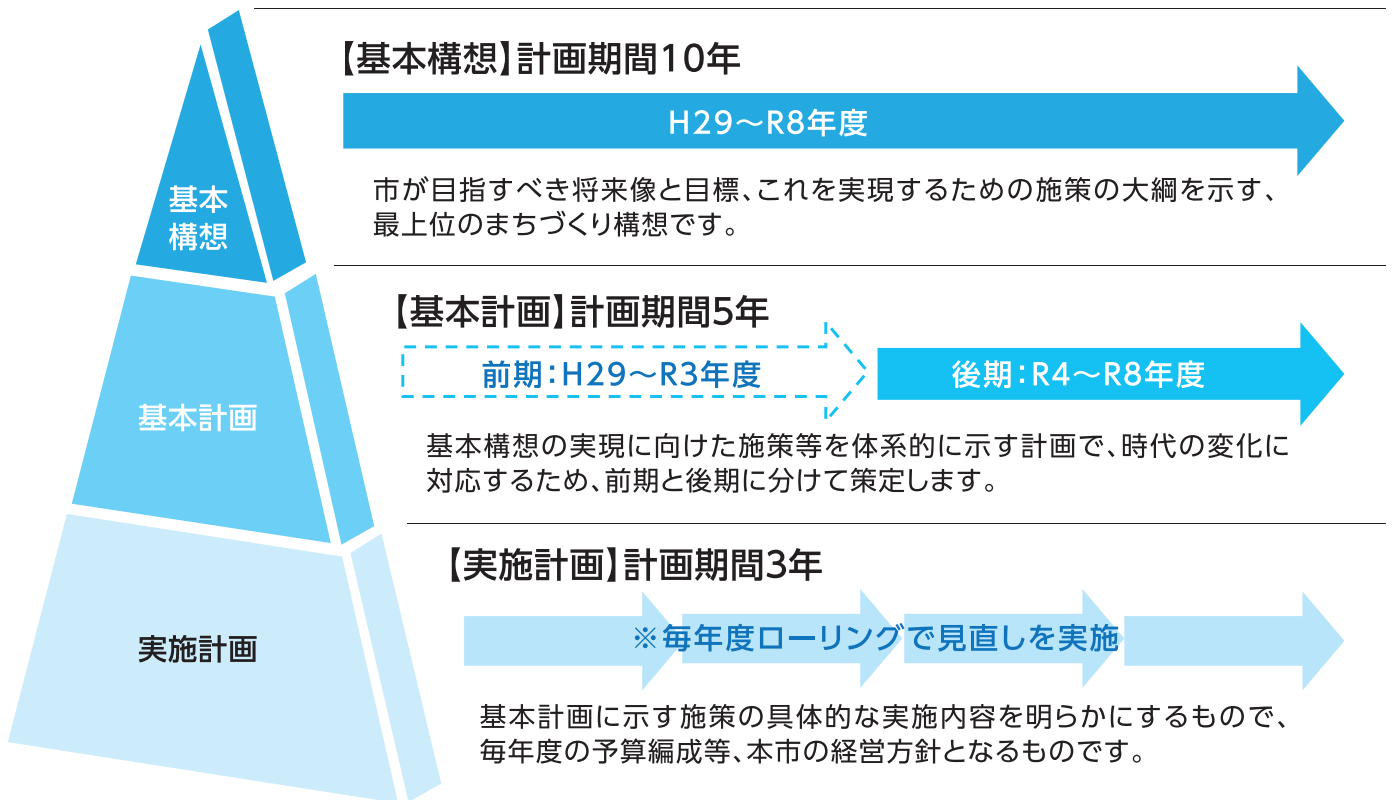 基本
構想
【基本構想】計画期間10年
H29～R8年度
市が目指すべき将来像と目標、これを実現するための施策の大綱を示す、
最上位のまちづくり構想です。
基本計画
【基本計画】計画期間5年
前期：H29～R3年度
後期：R4～R8年度
基本構想の実現に向けた施策等を体系的に示す計画で、時代の変化に
対応するため、前期と後期に分けて策定します。
実施計画
【実施計画】計画期間3年
※毎年度ローリングで見直しを実施
基本計画に示す施策の具体的な実施内容を明らかにするもので、
毎年度の予算編成等、本市の経営方針となるものです。